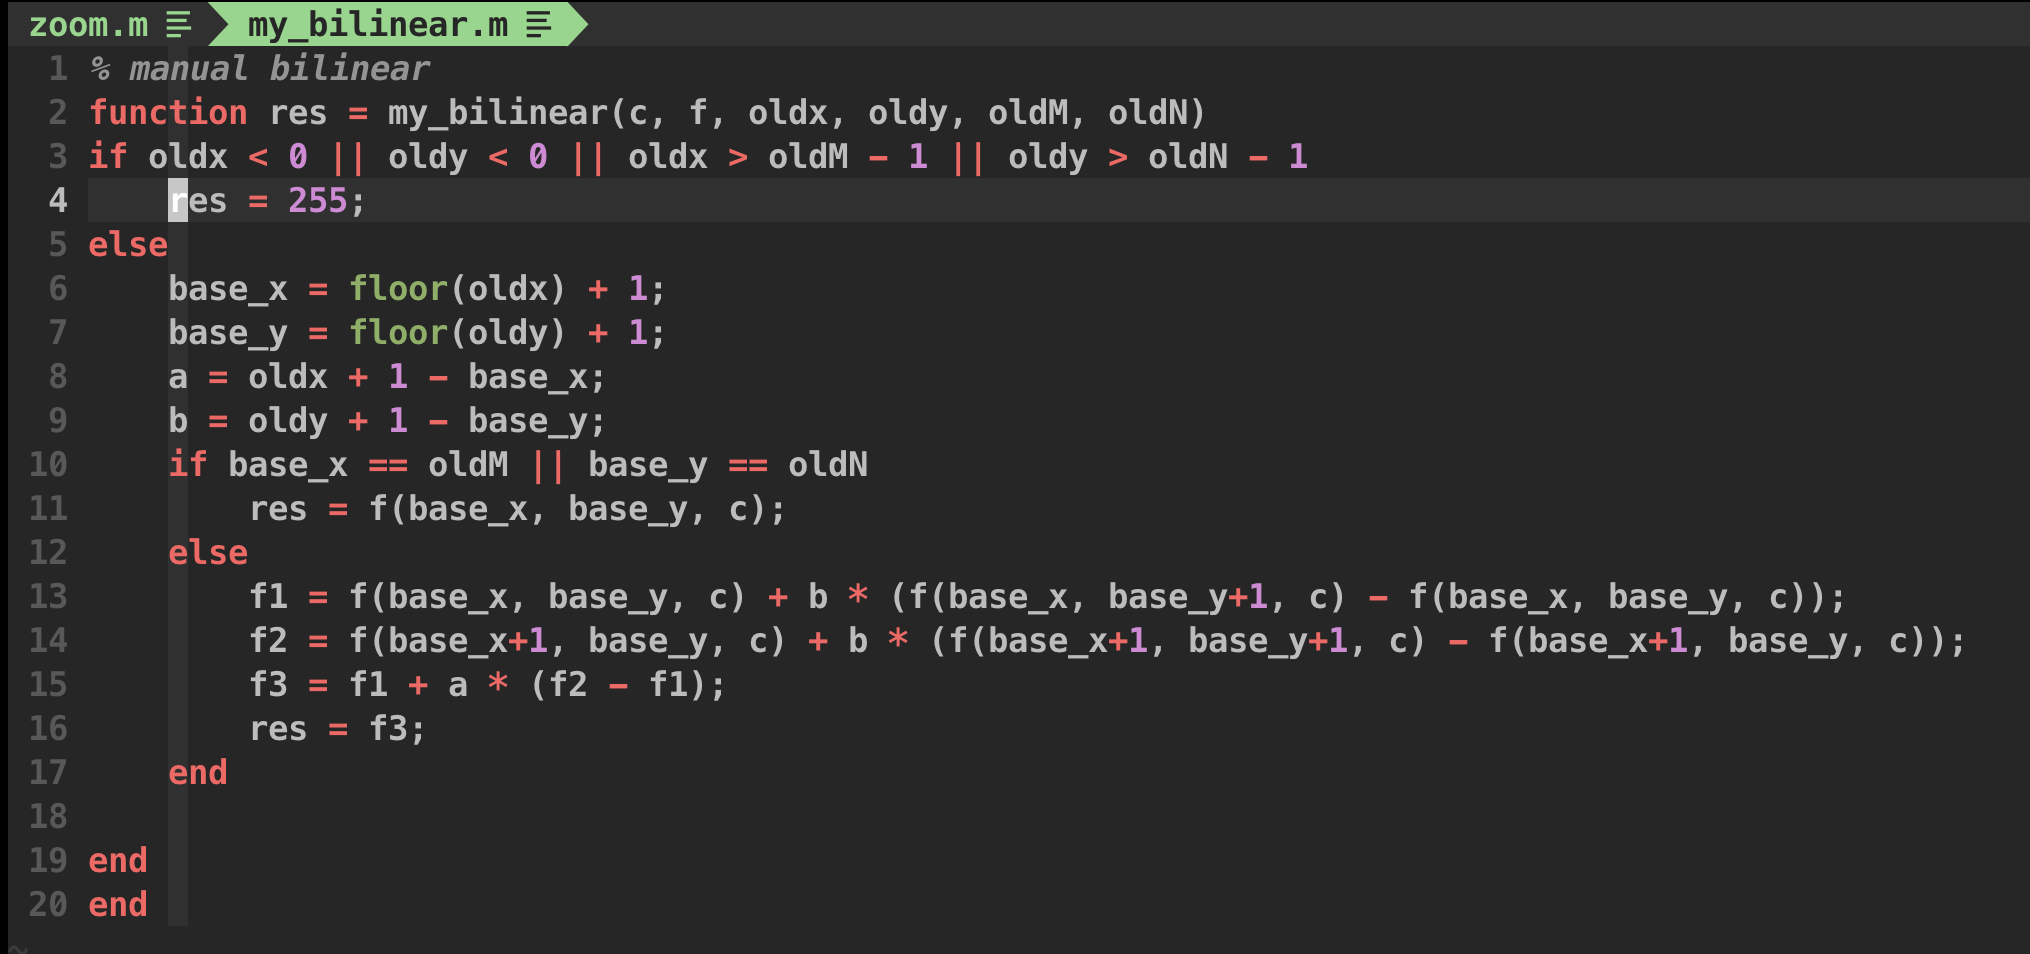 zoom.m my_bilinear.m
1 % manual bilinear
2 function res = my_bilinear(c, f, oldx, oldy, oldM, oldN)
3 if oldx < 0 || oldy < 0 || oldx > oldM - 1 || oldy > oldN - 1
4     res = 255;
5 else
6     base_x = floor(oldx) + 1;
7     base_y = floor(oldy) + 1;
8     a = oldx + 1 - base_x;
9     b = oldy + 1 - base_y;
10     if base_x == oldM || base_y == oldN
11         res = f(base_x, base_y, c);
12     else
13         f1 = f(base_x, base_y, c) + b * (f(base_x, base_y+1, c) - f(base_x, base_y, c));
14         f2 = f(base_x+1, base_y, c) + b * (f(base_x+1, base_y+1, c) - f(base_x+1, base_y, c));
15         f3 = f1 + a * (f2 - f1);
16         res = f3;
17     end
18
19 end
20 end
~